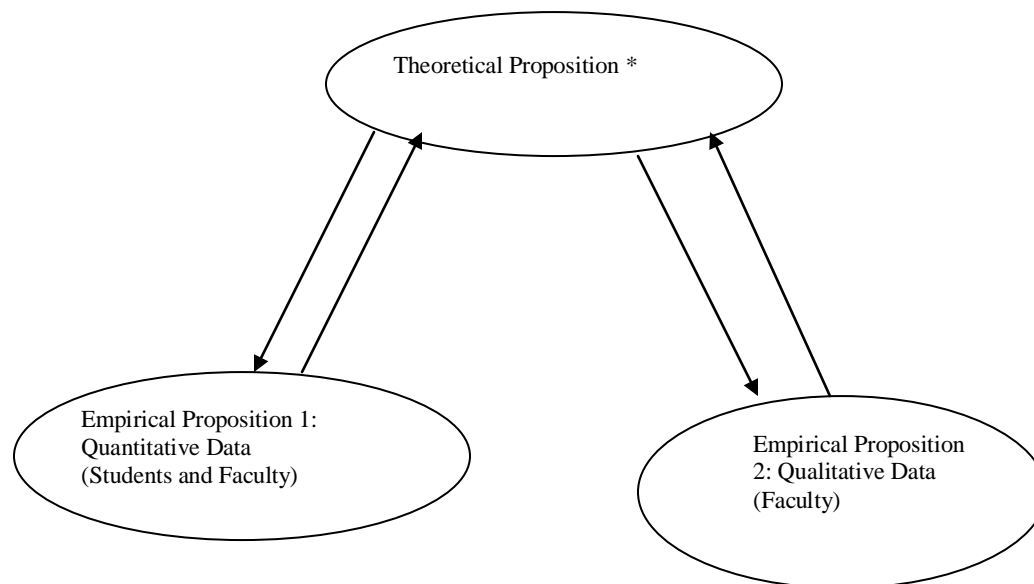 Theoretical Proposition *
Empirical Proposition 1:
Quantitative Data
(Students and Faculty)
Empirical Proposition
2: Qualitative Data
(Faculty)